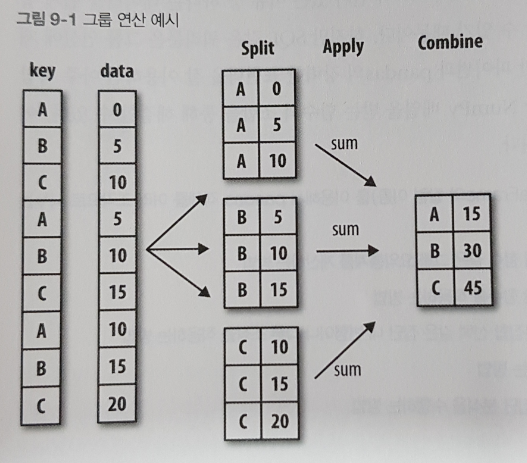 그림 9-1 그룹 연산 예시
Split Apply Combine
key data
A 0
B 5
C 10
A 5
B 10
C 15
A 10
B 15
C 20
A 0
A 5
A 10
B 5
B 10
B 15
C 10
C 15
C 20
sum
sum
sum
A 15
B 30
C 45